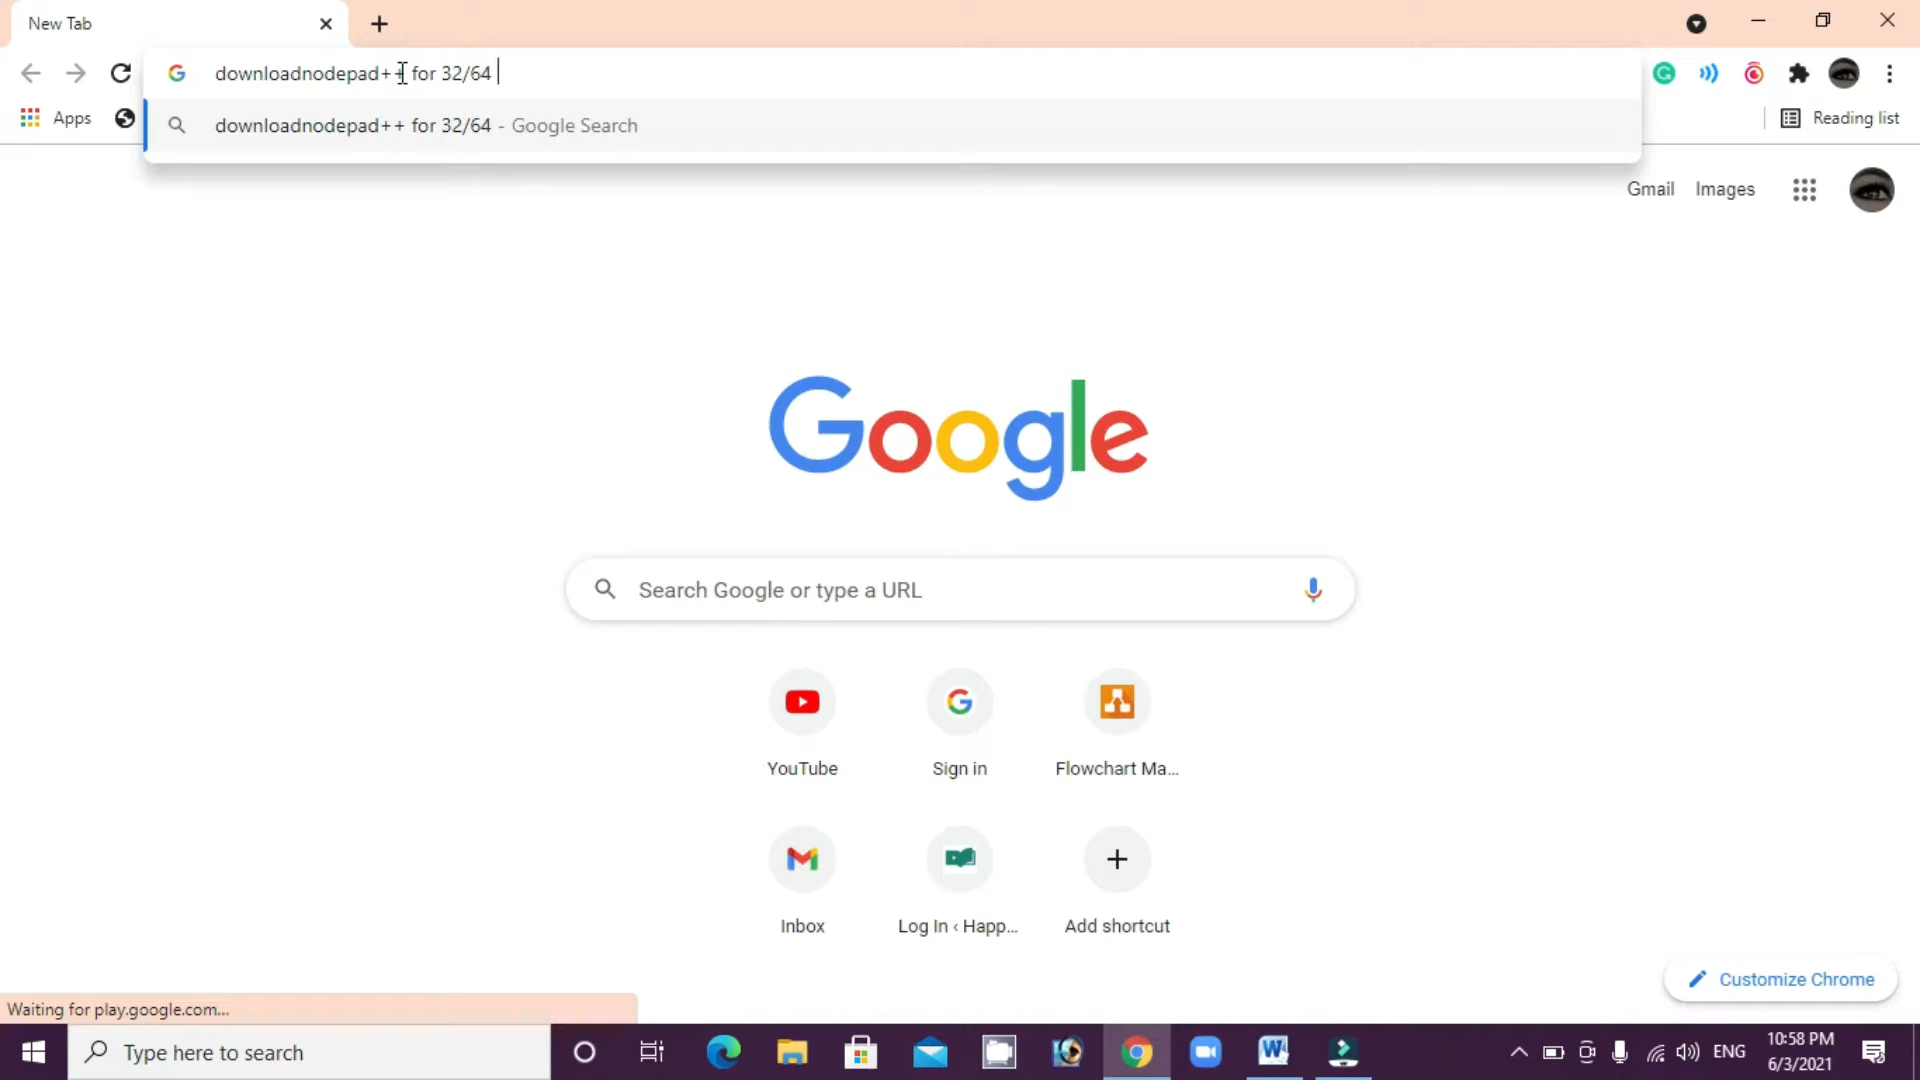 New Tab
downloadnodepad++ for 32/64
Apps
downloadnodepad++ for 32/64 - Google Search
Reading list
Gmail Images
Google
Search Google or type a URL
YouTube
Sign in
Flowchart Ma...
Inbox
Log In ‹ Happ...
Add shortcut
Customize Chrome
Waiting for play.google.com...
Type here to search
ENG
10:58 PM
6/3/2021